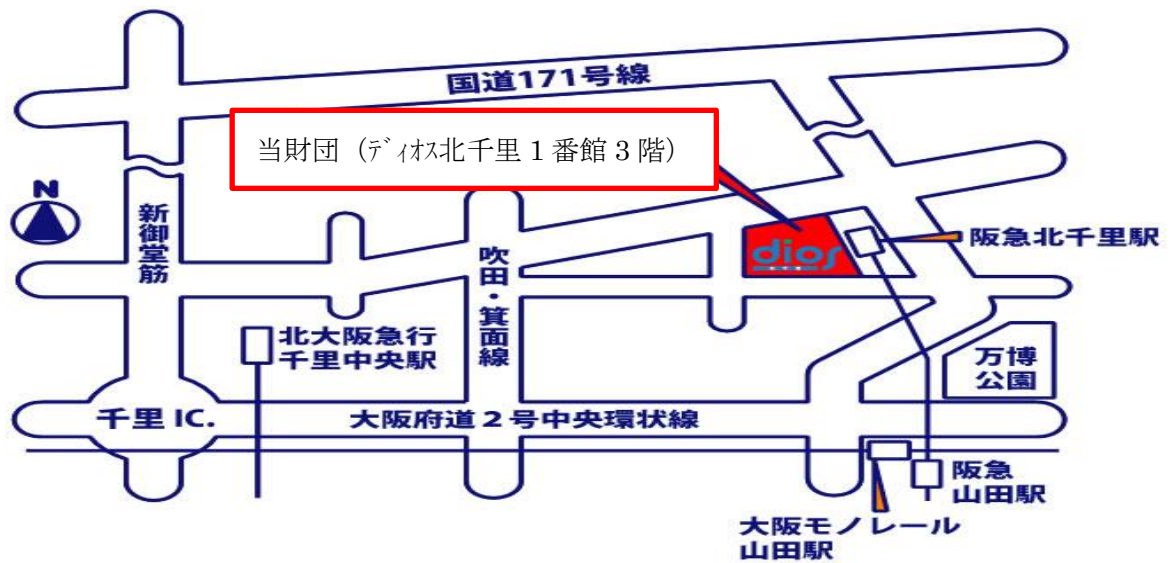 国道171号線
当財団（ディオス北千里１番館３階）
N
新御堂筋
吹田・箕面線
dios
阪急北千里駅
北大阪急行
千里中央駅
万博
公園
千里 IC.
大阪府道２号中央環状線
阪急
山田駅
大阪モノレール
山田駅